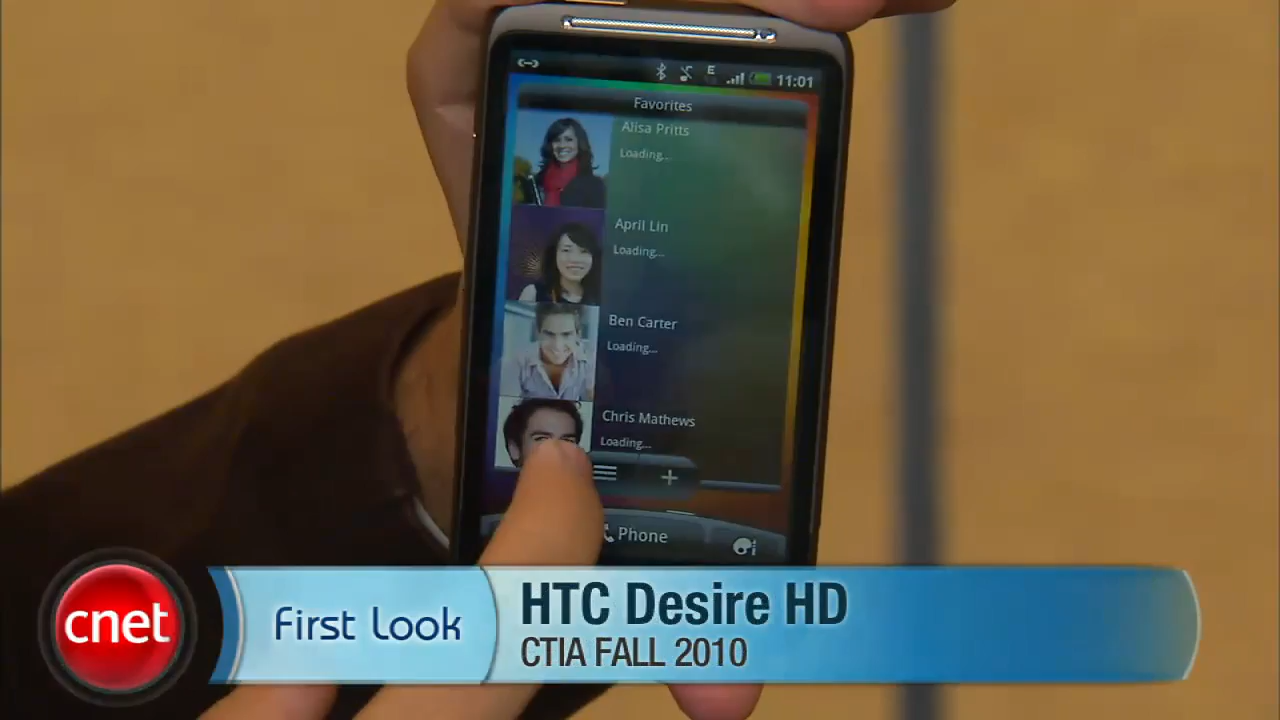 E
11:01
Favorites
Alisa Pritts
Loading...
April Lin
Loading...
Ben Carter
Loading...
Chris Mathews
Loading...
Phone
cnet
First Look
HTC Desire HD
CTIA FALL 2010